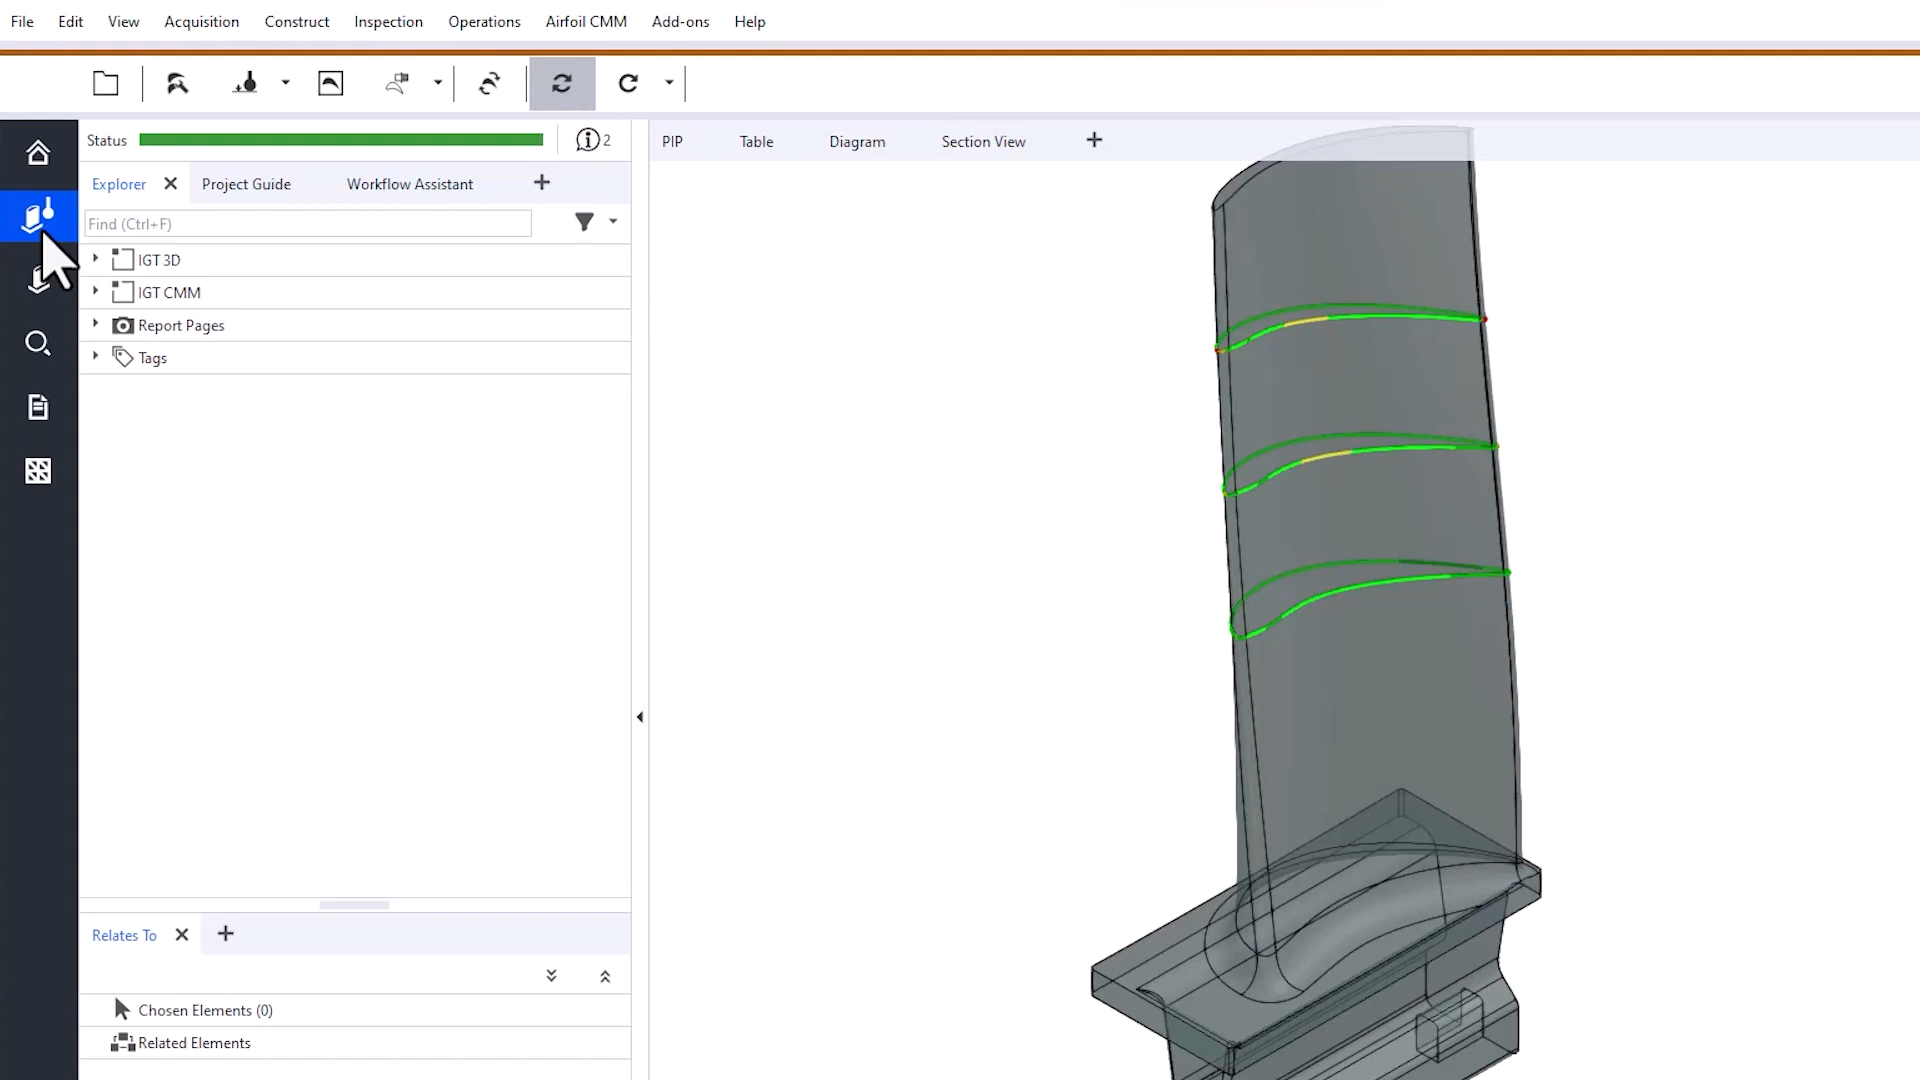 File Edit View Acquisition Construct Inspection Operations Airfoil CMM Add-ons Help
Status 2
PIP Table Diagram Section View
Explorer Project Guide Workflow Assistant
Find (Ctrl+F)
IGT 3D
IGT CMM
Report Pages
Tags
Relates To
Chosen Elements (0)
Related Elements